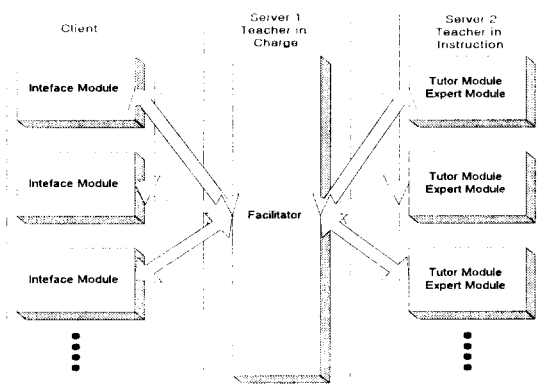 Client
Server 1
Teacher in
Charge
Server 2
Teacher in
Instruction
Inteface Module
Inteface Module
Inteface Module
Facilitator
Tutor Module
Expert Module
Tutor Module
Expert Module
Tutor Module
Expert Module